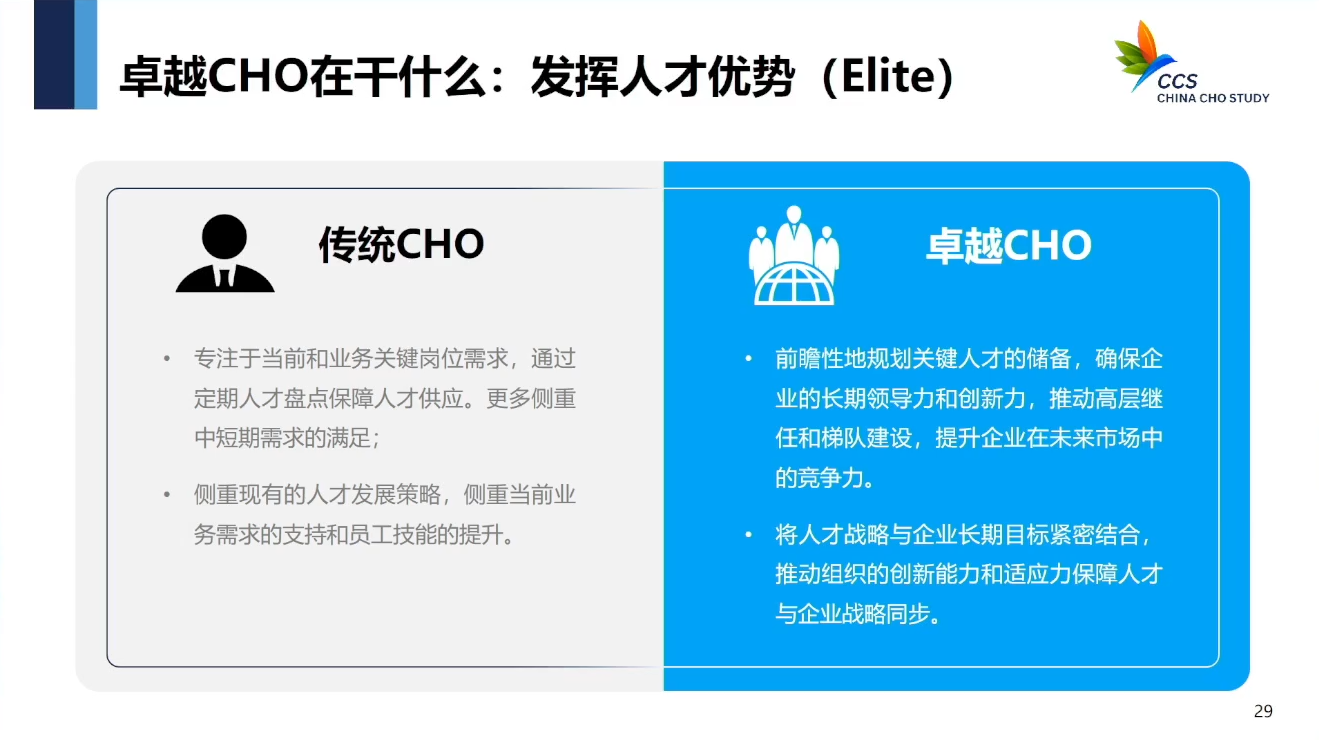 卓越CHO在干什么：发挥人才优势（Elite）
CCS
CHINA CHO STUDY
传统CHO
• 专注于当前和业务关键岗位需求，通过
定期人才盘点保障人才供应。更多侧重
中短期需求的满足；
• 侧重现有的人才发展策略，侧重当前业
务需求的支持和员工技能的提升。
卓越CHO
• 前瞻性地规划关键人才的储备，确保企
业的长期领导力和创新力，推动高层继
任和梯队建设，提升企业在未来市场中
的竞争力。
• 将人才战略与企业长期目标紧密结合，
推动组织的创新能力和适应力保障人才
与企业战略同步。
29